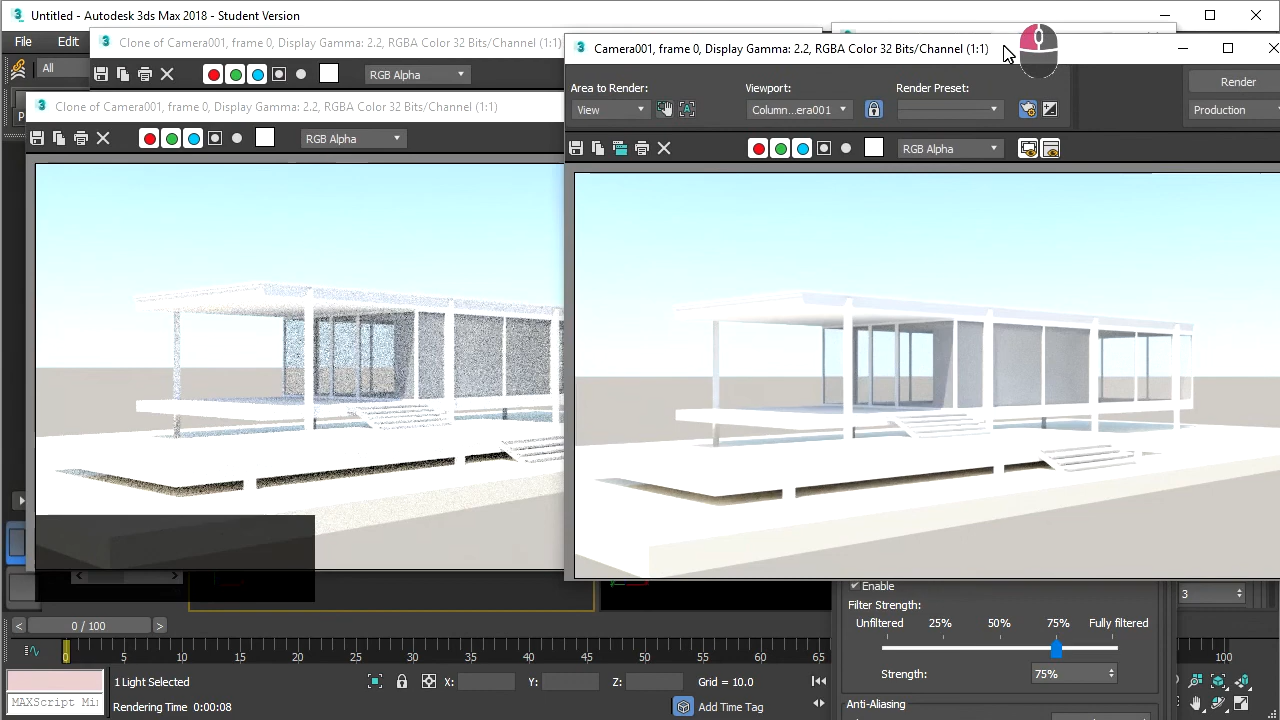 Untitled - Autodesk 3ds Max 2018 - Student Version
File
Edit
Clone of Camera001, frame 0, Display Gamma: 2.2, RGBA Color 32 Bits/Channel (1:1)
Camera001, frame 0, Display Gamma: 2.2, RGBA Color 32 Bits/Channel (1:1)
All
RGB Alpha
Area to Render:
Viewport:
Render Preset:
Render
View
Column...era001
Production
Clone of Camera001, frame 0, Display Gamma: 2.2, RGBA Color 32 Bits/Channel (1:1)
RGB Alpha
RGB Alpha
Enable
3
Filter Strength:
Unfiltered
25%
50%
75%
Fully filtered
0 / 100
0
5
10
15
20
25
30
35
40
45
50
55
60
65
100
Strength:
75%
1 Light Selected
X:
Y:
Z:
Grid = 10.0
MAXScript Mi
Rendering Time 0:00:08
Add Time Tag
Anti-Aliasing